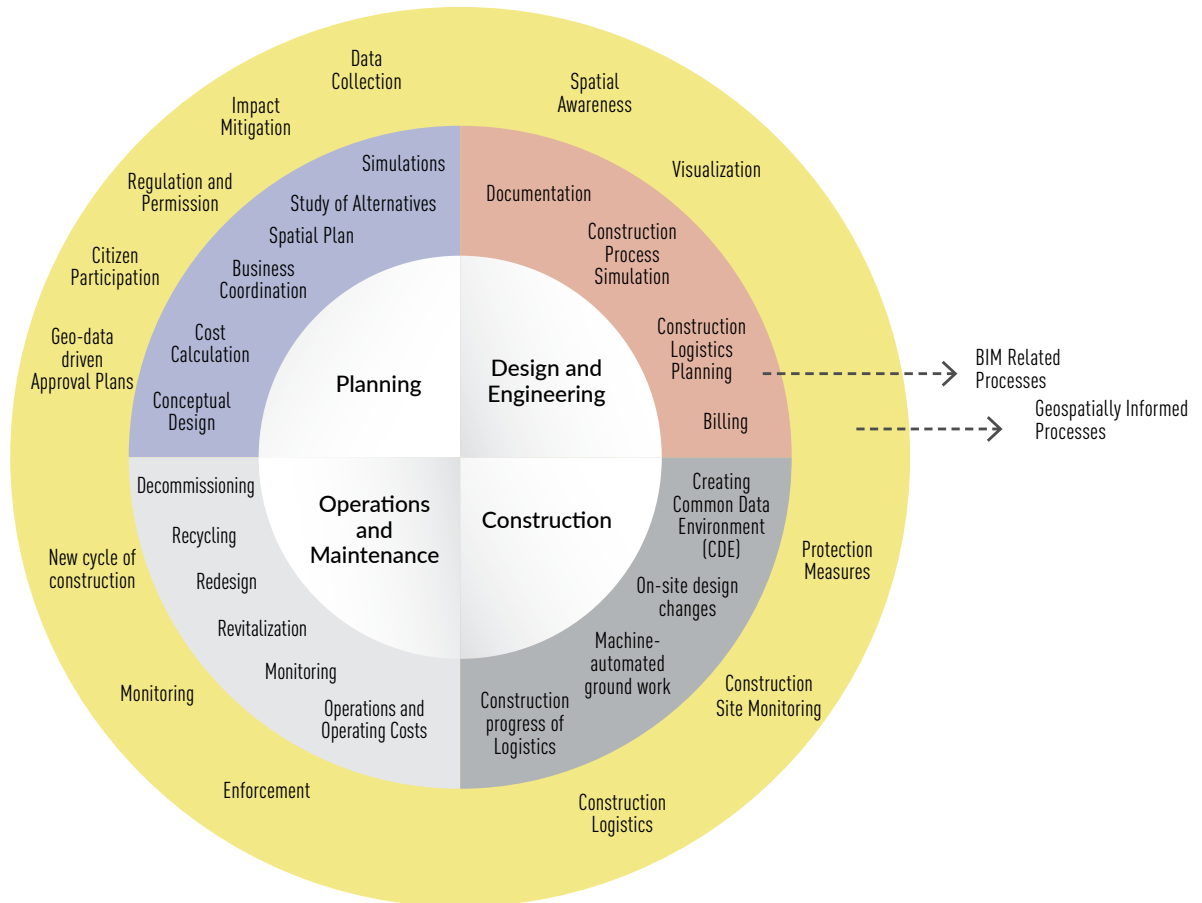 Data
Collection
Spatial
Awareness
Impact
Mitigation
Visualization
Regulation and
Permission
Citizen
Participation
Geo-data
driven
Approval Plans
Simulations
Study of Alternatives
Spatial Plan
Business
Coordination
Cost
Calculation
Conceptual
Design
Documentation
Construction
Process
Simulation
Construction
Logistics
Planning
Billing
Planning
Design and
Engineering
BIM Related
Processes
Geospatially Informed
Processes
Operations
and
Maintenance
Construction
Decommissioning
Recycling
Redesign
Revitalization
Monitoring
Operations and
Operating Costs
Creating
Common Data
Environment
(CDE)
On-site design
changes
Machine-
automated
ground work
Construction
progress of
Logistics
New cycle of
construction
Monitoring
Enforcement
Protection
Measures
Construction
Site Monitoring
Construction
Logistics